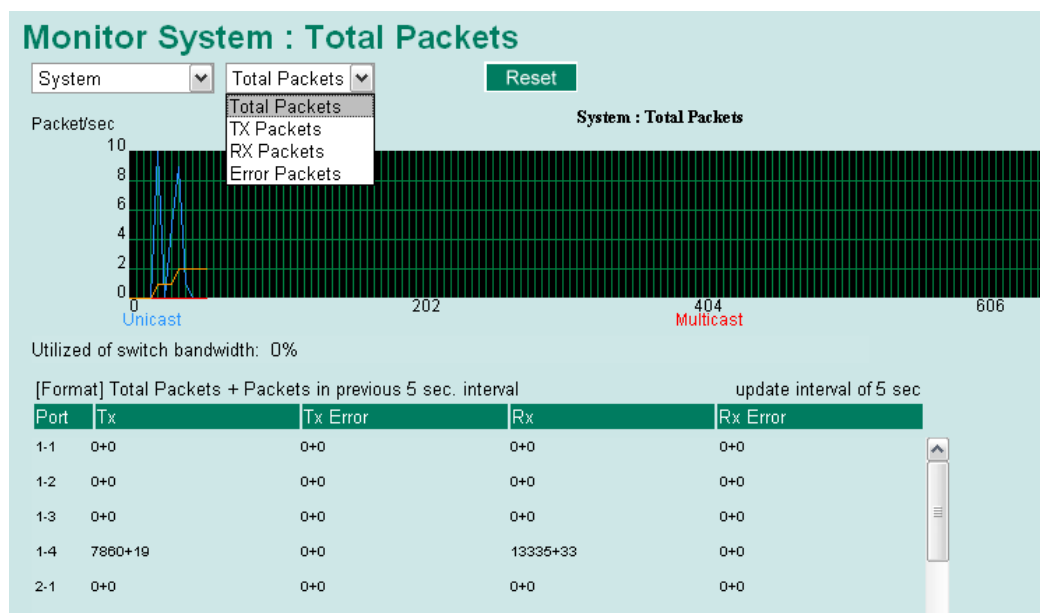 Monitor System : Total Packets
System Total Packets Reset
Total Packets
TX Packets
RX Packets
Error Packets
System : Total Packets
Packet/sec
10
8
6
4
2
0
0 202 404 606
Unicast Multicast
Utilized of switch bandwidth: 0%
[Format] Total Packets + Packets in previous 5 sec. interval update interval of 5 sec
Port Tx Tx Error Rx Rx Error
1-1 0+0 0+0 0+0 0+0
1-2 0+0 0+0 0+0 0+0
1-3 0+0 0+0 0+0 0+0
1-4 7860+19 0+0 13335+33 0+0
2-1 0+0 0+0 0+0 0+0